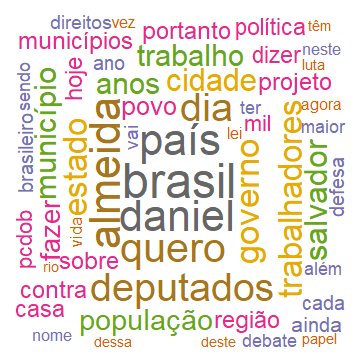 direitos vez política têm
municípios portanto neste
hoje ano trabalho dizer luta
anos cidade projeto
brasileiro sendo município povo dia ter mil agora
estado almeida vai país lei maior
brasil governo trabalhadores salvador defesa
pcdob fazer vida daniel
rio sobre quero além
contra deputados cada
casa população região ainda
nome dessa deste debate papel